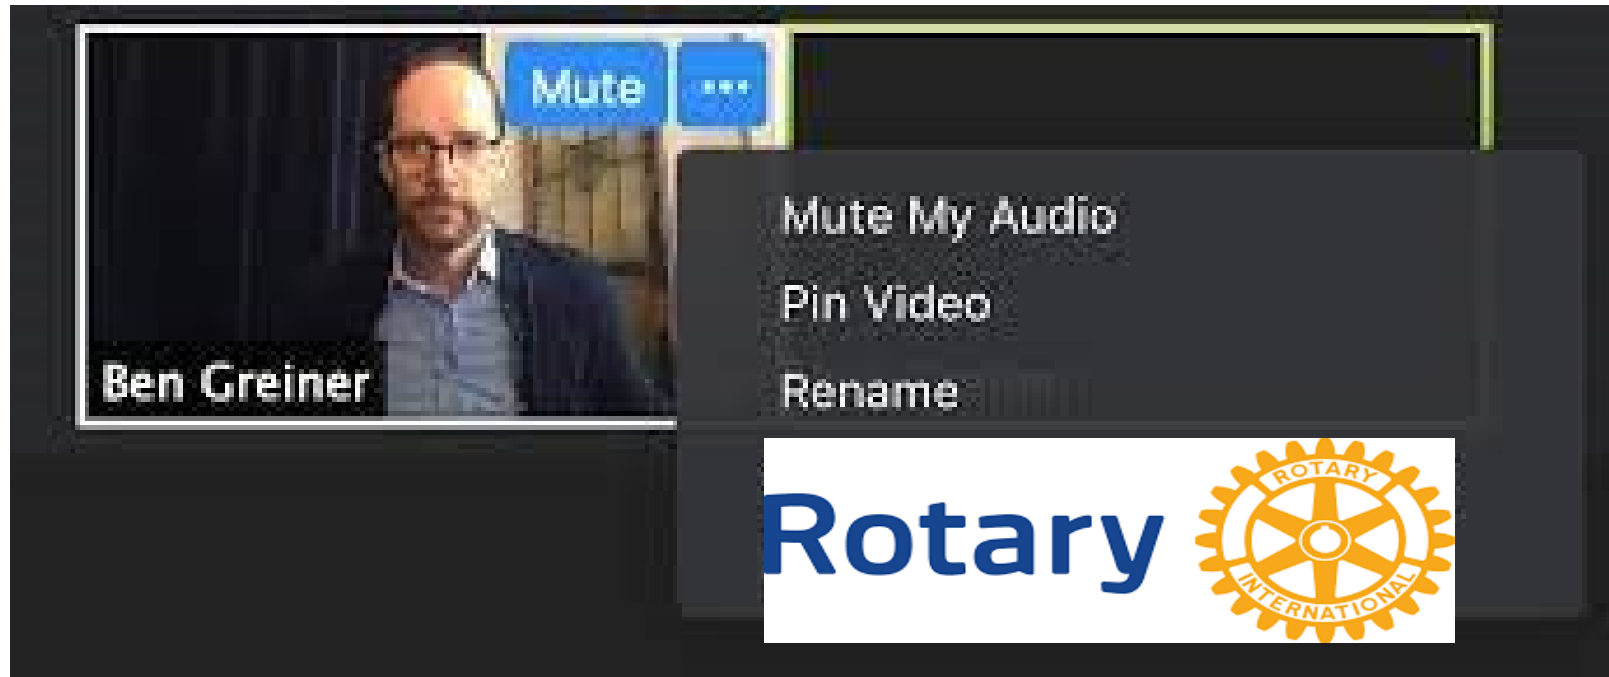 Mute ...
Mute My Audio
Pin Video
Rename
Ben Greiner
Rotary
ROTARY
INTERNATIONAL